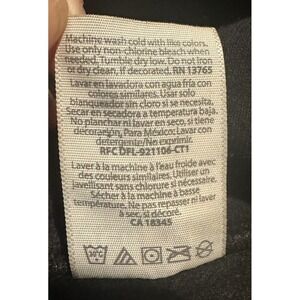 Machine wash cold with like colors.
Use only non-chlorine bleach when
needed. Tumble dry low. Do not iron
or dry clean, if decorated. RN 13765
Lavar en lavadora con agua fría con
colores similares. Usar solo
blanqueador sin cloro si se necesita.
Secar en secadora a temperatura baja.
No planchar ni lavar en seco, si tiene
decoración, Para México: Lavar con
detergente/No exprimir.
RFC DFL-921106-CT1
Laver à la machine à l'eau froide avec
des couleurs similaires. Utiliser un
javellisant sans chlorure si nécessaire.
Sécher à la machine à basse
température. Ne pas repasser ni laver
à sec, si décoré.
CA 18345
30°C